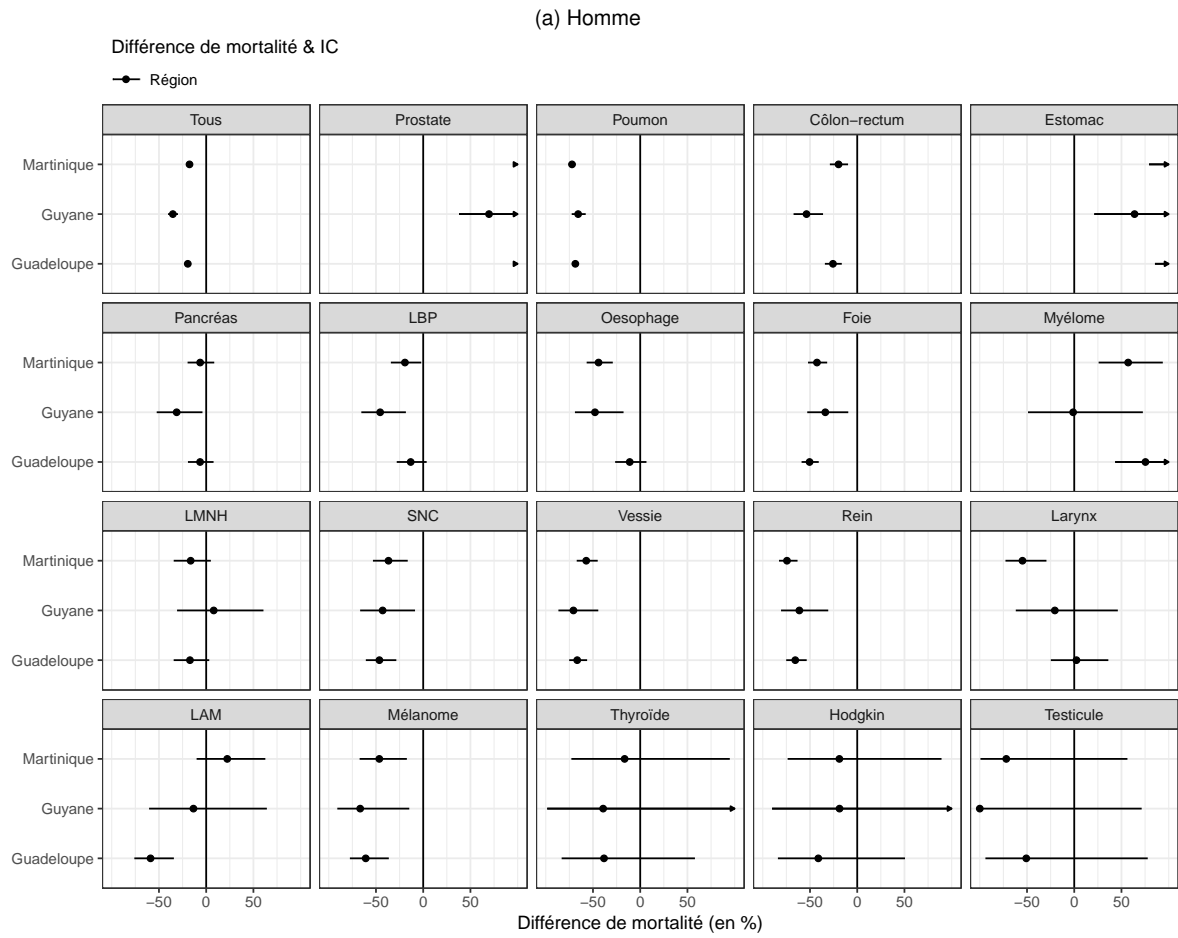 (a) Homme
Différence de mortalité & IC
Région
Tous Prostate Poumon Côlon−rectum Estomac
Martinique
Guyane
Guadeloupe
Pancréas LBP Oesophage Foie Myélome
Martinique
Guyane
Guadeloupe
LMNH SNC Vessie Rein Larynx
Martinique
Guyane
Guadeloupe
LAM Mélanome Thyroïde Hodgkin Testicule
Martinique
Guyane
Guadeloupe
−50 0 50 −50 0 50 −50 0 50 −50 0 50 −50 0 50
Différence de mortalité (en %)